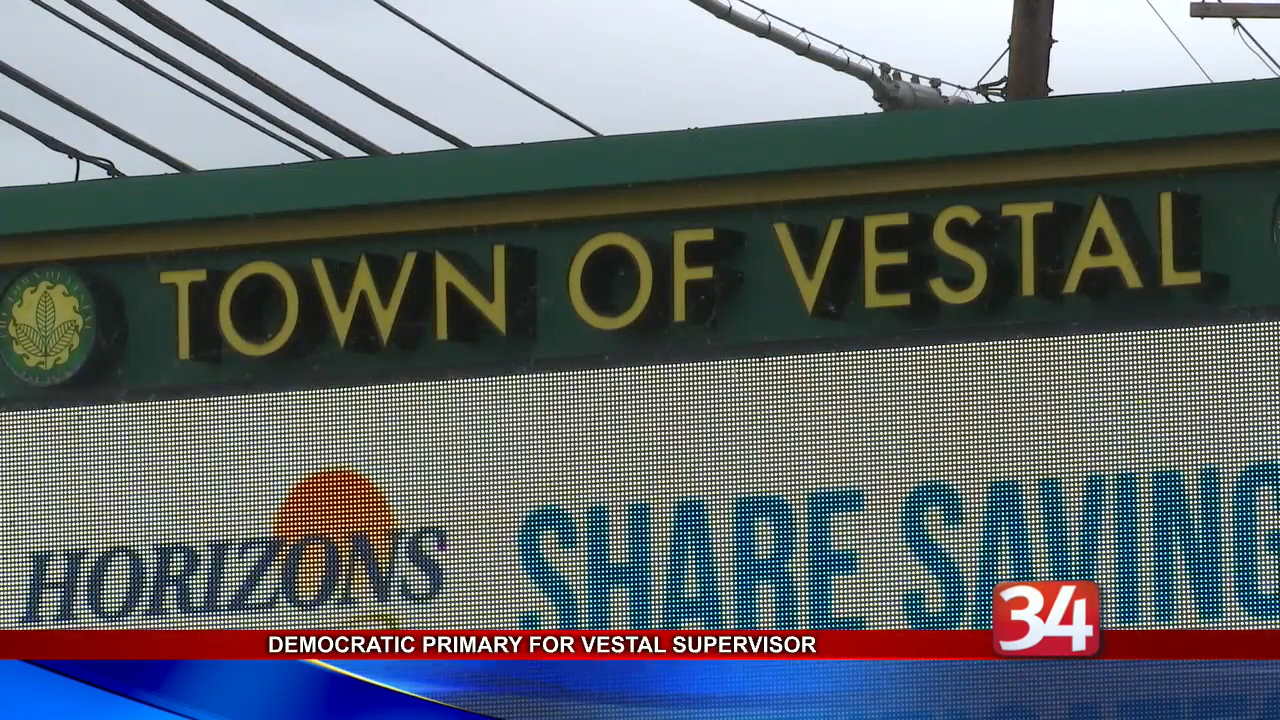 TOWN OF VESTAL
HORIZONS
SHARE SAVING
DEMOCRATIC PRIMARY FOR VESTAL SUPERVISOR
34